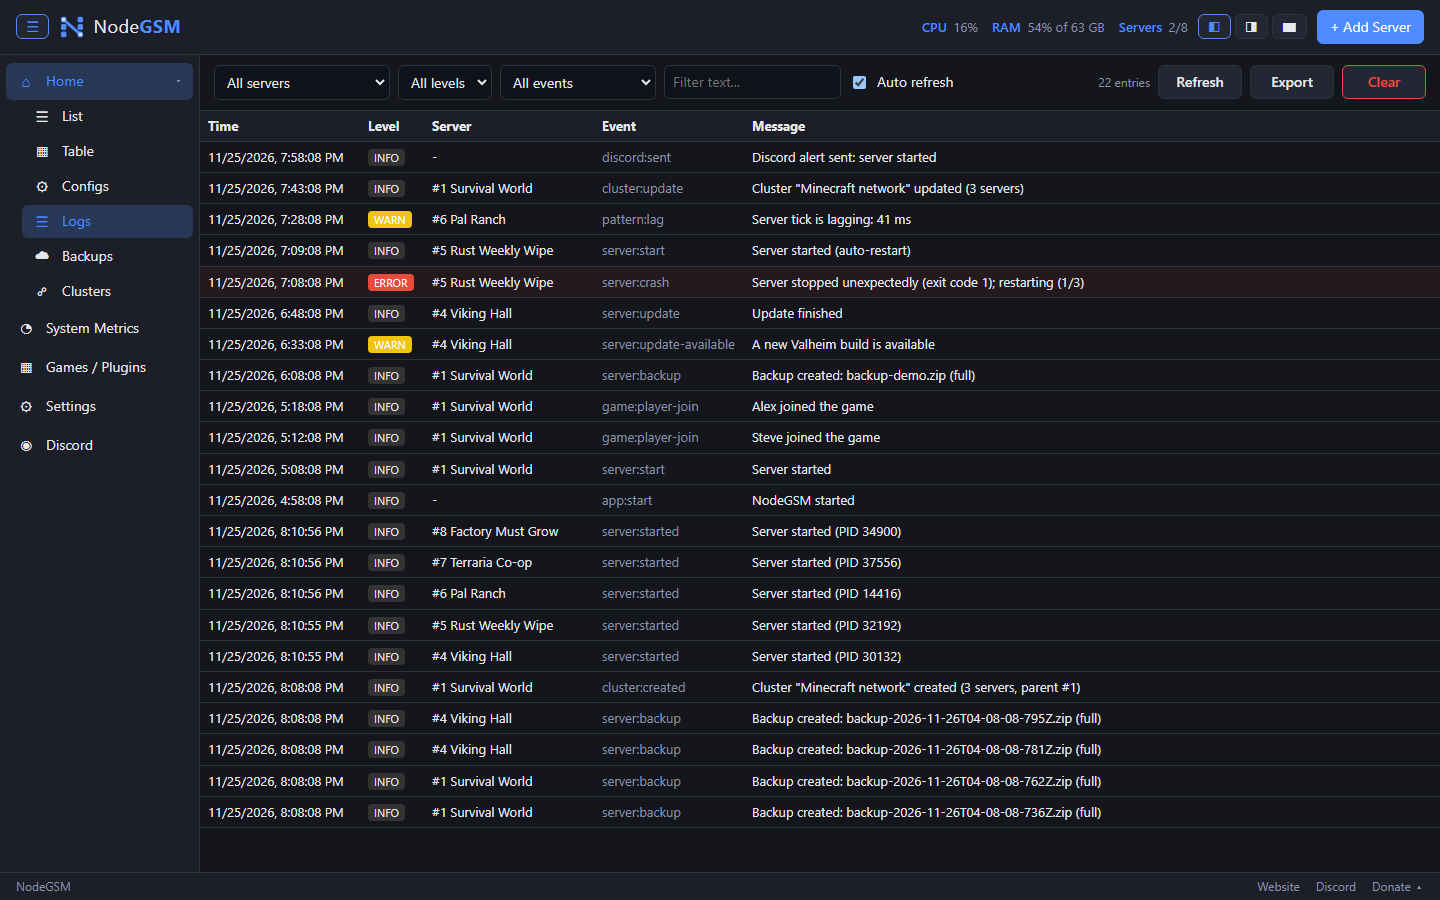 NodeGSM
CPU 16% RAM 54% of 63 GB Servers 2/8 + Add Server
Home
List
Table
Configs
Logs
Backups
Clusters
System Metrics
Games / Plugins
Settings
Discord
All servers All levels All events Filter text... Auto refresh 22 entries Refresh Export Clear
Time Level Server Event Message
11/25/2026, 7:58:08 PM INFO - discord:sent Discord alert sent: server started
11/25/2026, 7:43:08 PM INFO #1 Survival World cluster:update Cluster "Minecraft network" updated (3 servers)
11/25/2026, 7:28:08 PM WARN #6 Pal Ranch pattern:lag Server tick is lagging: 41 ms
11/25/2026, 7:09:08 PM INFO #5 Rust Weekly Wipe server:start Server started (auto-restart)
11/25/2026, 7:08:08 PM ERROR #5 Rust Weekly Wipe server:crash Server stopped unexpectedly (exit code 1); restarting (1/3)
11/25/2026, 6:48:08 PM INFO #4 Viking Hall server:update Update finished
11/25/2026, 6:33:08 PM WARN #4 Viking Hall server:update-available A new Valheim build is available
11/25/2026, 6:08:08 PM INFO #1 Survival World server:backup Backup created: backup-demo.zip (full)
11/25/2026, 5:18:08 PM INFO #1 Survival World game:player-join Alex joined the game
11/25/2026, 5:12:08 PM INFO #1 Survival World game:player-join Steve joined the game
11/25/2026, 5:08:08 PM INFO #1 Survival World server:start Server started
11/25/2026, 4:58:08 PM INFO - app:start NodeGSM started
11/25/2026, 8:10:56 PM INFO #8 Factory Must Grow server:started Server started (PID 34900)
11/25/2026, 8:10:56 PM INFO #7 Terraria Co-op server:started Server started (PID 37556)
11/25/2026, 8:10:56 PM INFO #6 Pal Ranch server:started Server started (PID 14416)
11/25/2026, 8:10:55 PM INFO #5 Rust Weekly Wipe server:started Server started (PID 32192)
11/25/2026, 8:10:55 PM INFO #4 Viking Hall server:started Server started (PID 30132)
11/25/2026, 8:08:08 PM INFO #1 Survival World cluster:created Cluster "Minecraft network" created (3 servers, parent #1)
11/25/2026, 8:08:08 PM INFO #4 Viking Hall server:backup Backup created: backup-2026-11-26T04-08-08-795Z.zip (full)
11/25/2026, 8:08:08 PM INFO #4 Viking Hall server:backup Backup created: backup-2026-11-26T04-08-08-781Z.zip (full)
11/25/2026, 8:08:08 PM INFO #1 Survival World server:backup Backup created: backup-2026-11-26T04-08-08-762Z.zip (full)
11/25/2026, 8:08:08 PM INFO #1 Survival World server:backup Backup created: backup-2026-11-26T04-08-08-736Z.zip (full)
NodeGSM Website Discord Donate